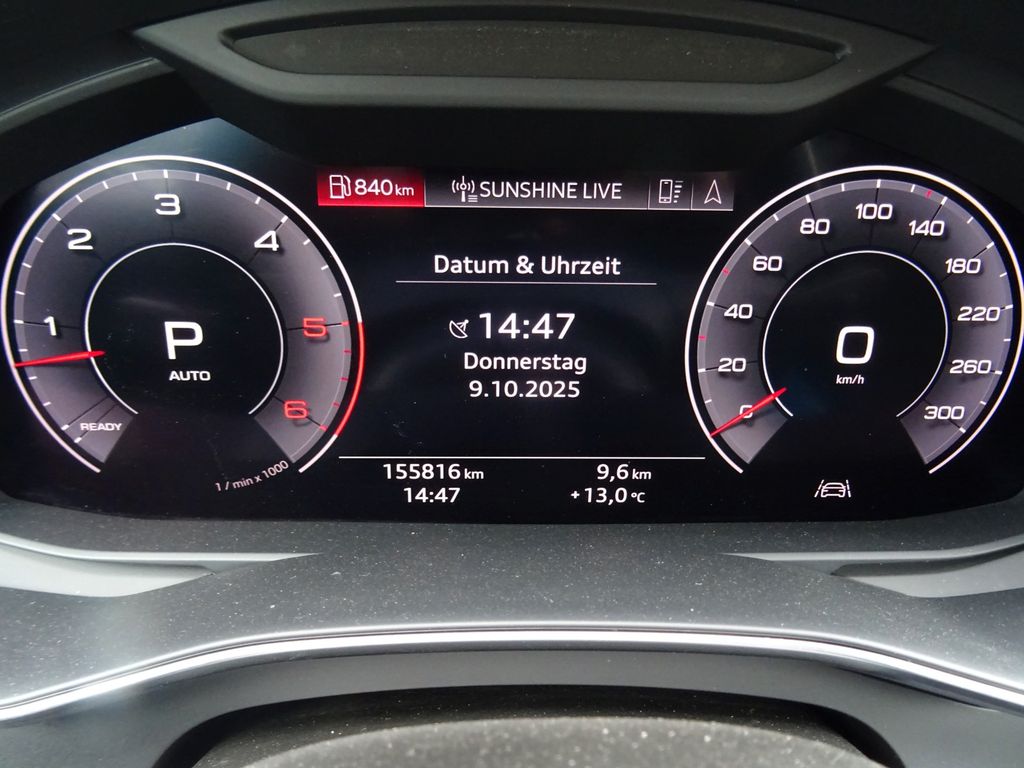 840 km
SUNSHINE LIVE
Datum & Uhrzeit
14:47
Donnerstag
9.10.2025
155816 km
9,6 km
14:47
+13,0 °C
1
2
3
4
5
6
P
AUTO
READY
1 / min x 1000
0
20
40
60
80
100
140
180
220
260
300
0
km/h